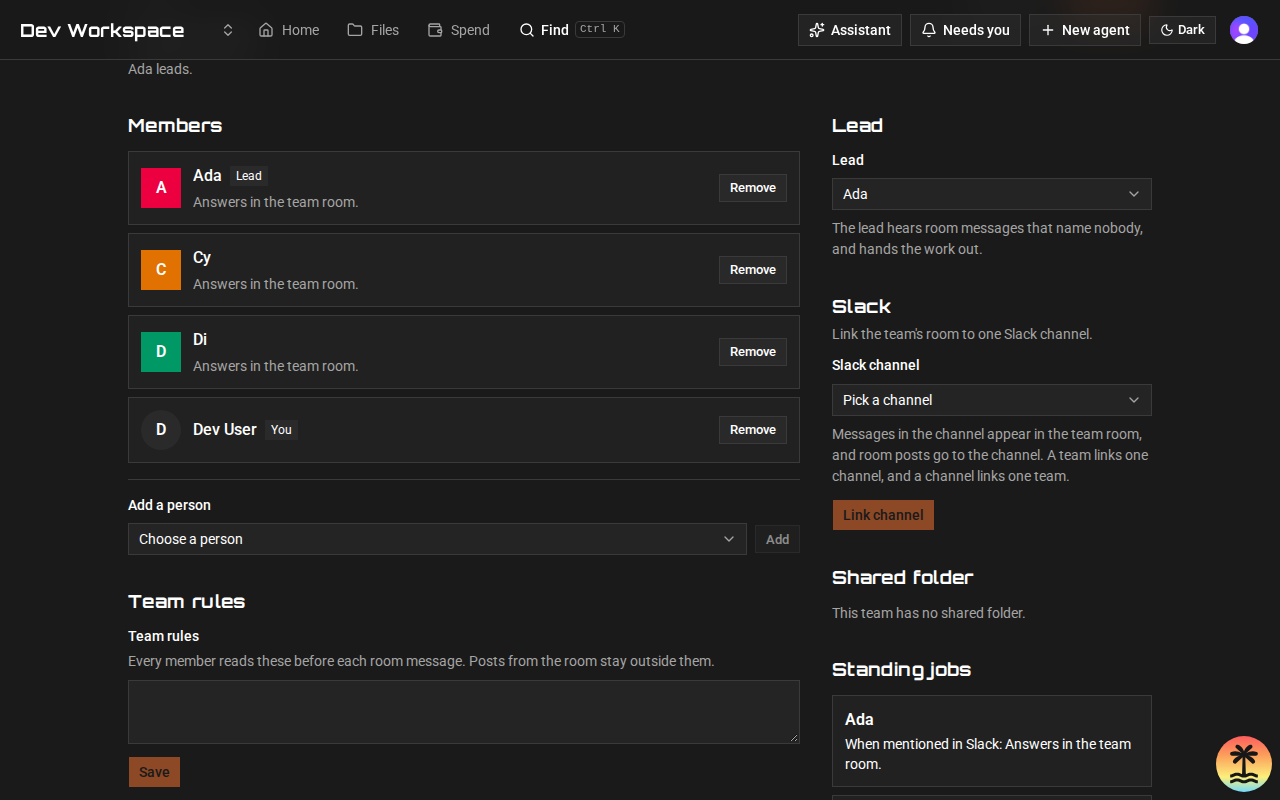 Dev Workspace
Home
Files
Spend
Find
Ctrl K
Assistant
Needs you
New agent
Dark
Ada leads.
Members
A
Ada
Lead
Answers in the team room.
Remove
C
Cy
Answers in the team room.
Remove
D
Di
Answers in the team room.
Remove
D
Dev User
You
Remove
Add a person
Choose a person
Add
Team rules
Team rules
Every member reads these before each room message. Posts from the room stay outside them.
Save
Lead
Lead
Ada
The lead hears room messages that name nobody,
and hands the work out.
Slack
Link the team's room to one Slack channel.
Slack channel
Pick a channel
Messages in the channel appear in the team room,
and room posts go to the channel. A team links one
channel, and a channel links one team.
Link channel
Shared folder
This team has no shared folder.
Standing jobs
Ada
When mentioned in Slack: Answers in the team
room.